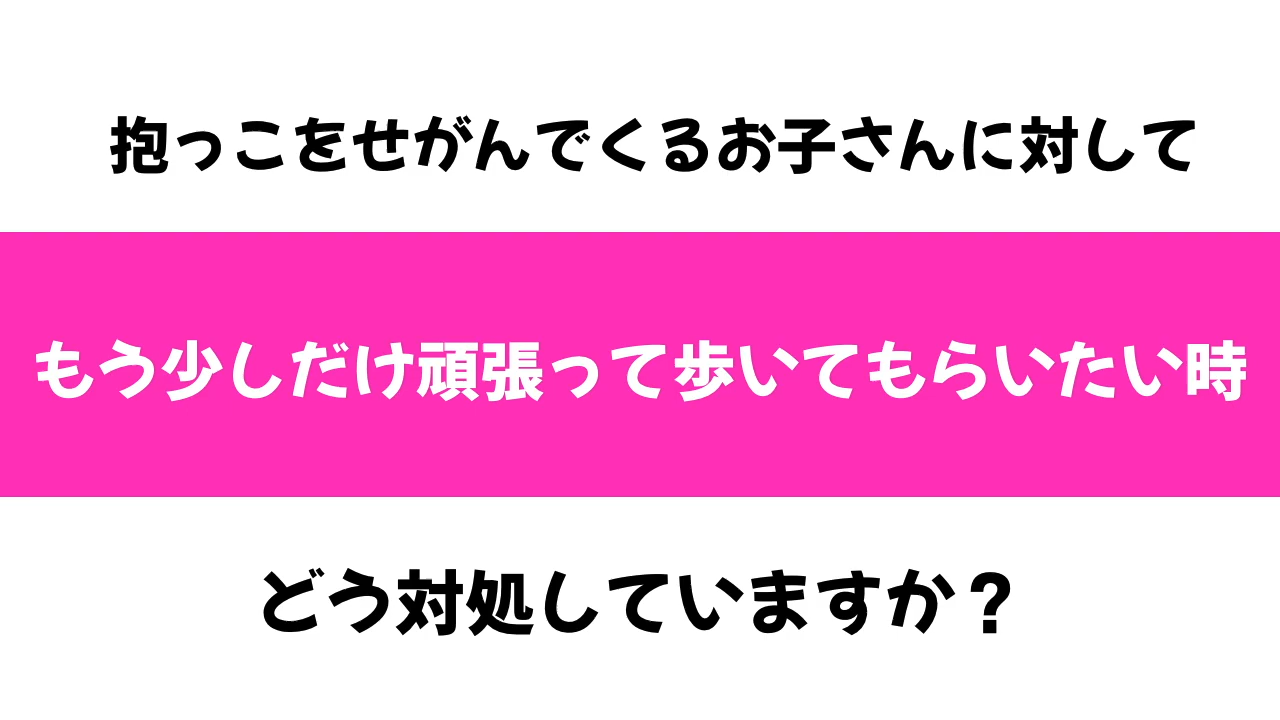 抱っこをせがんでくるお子さんに対して
もう少しだけ頑張って歩いてもらいたい時
どう対処していますか？